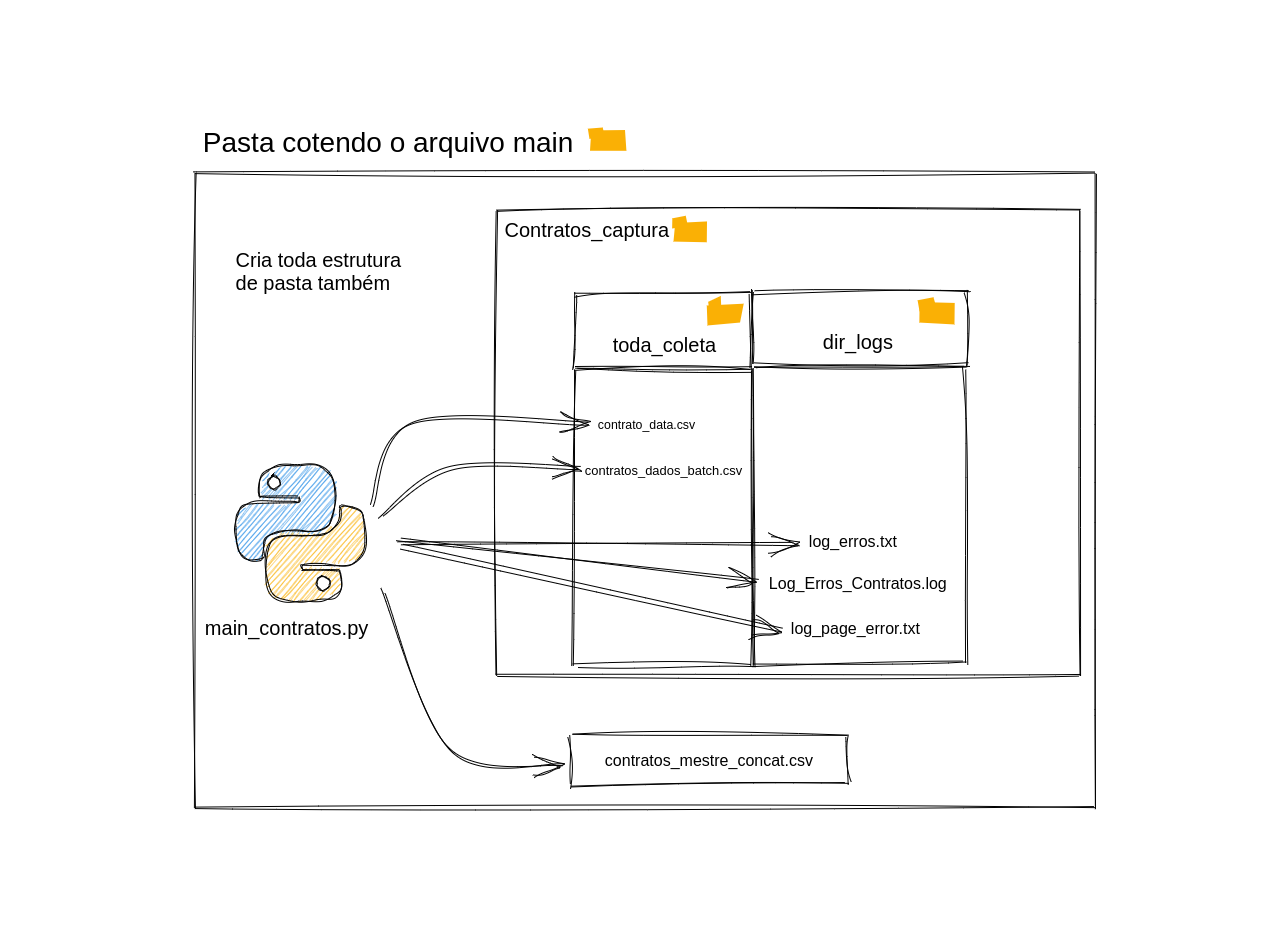 Pasta cotendo o arquivo main
Contratos_captura
Cria toda estrutura
de pasta também
toda_coleta
dir_logs
contrato_data.csv
contratos_dados_batch.csv
log_erros.txt
Log_Erros_Contratos.log
log_page_error.txt
main_contratos.py
contratos_mestre_concat.csv